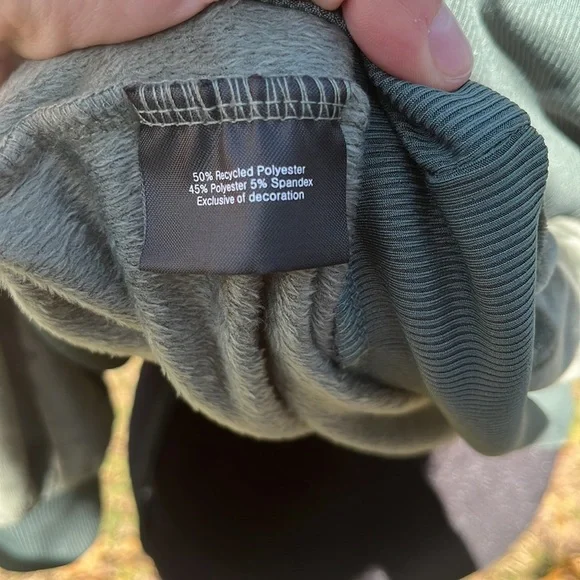 50% Recycled Polyester
45% Polyester 5% Spandex
Exclusive of decoration